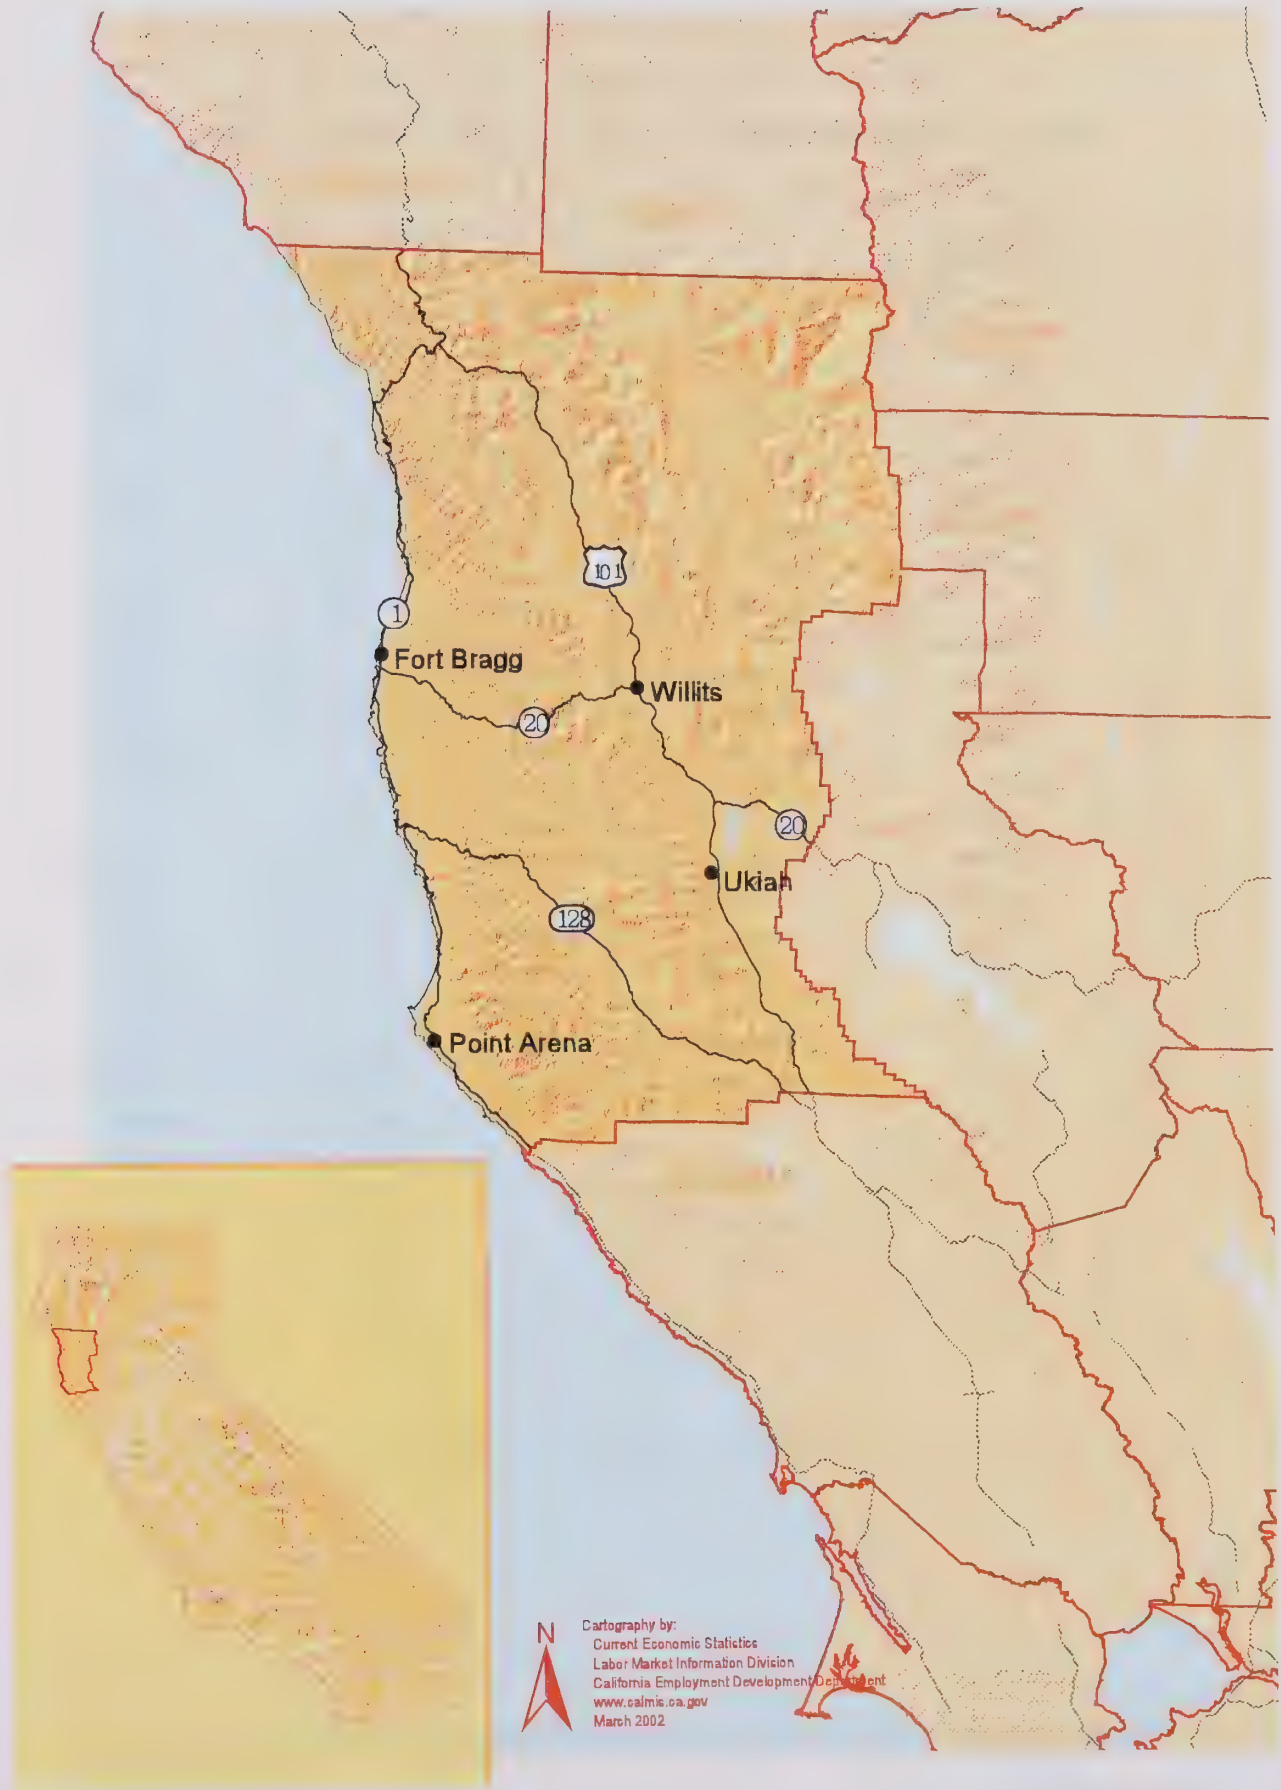 101
1
Fort Bragg
Willits
20
20
Ukiah
128
Point Arena
N
Cartography by:
Current Economic Statistics
Labor Market Information Division
California Employment Development Department
www.calmis.ca.gov
March 2002